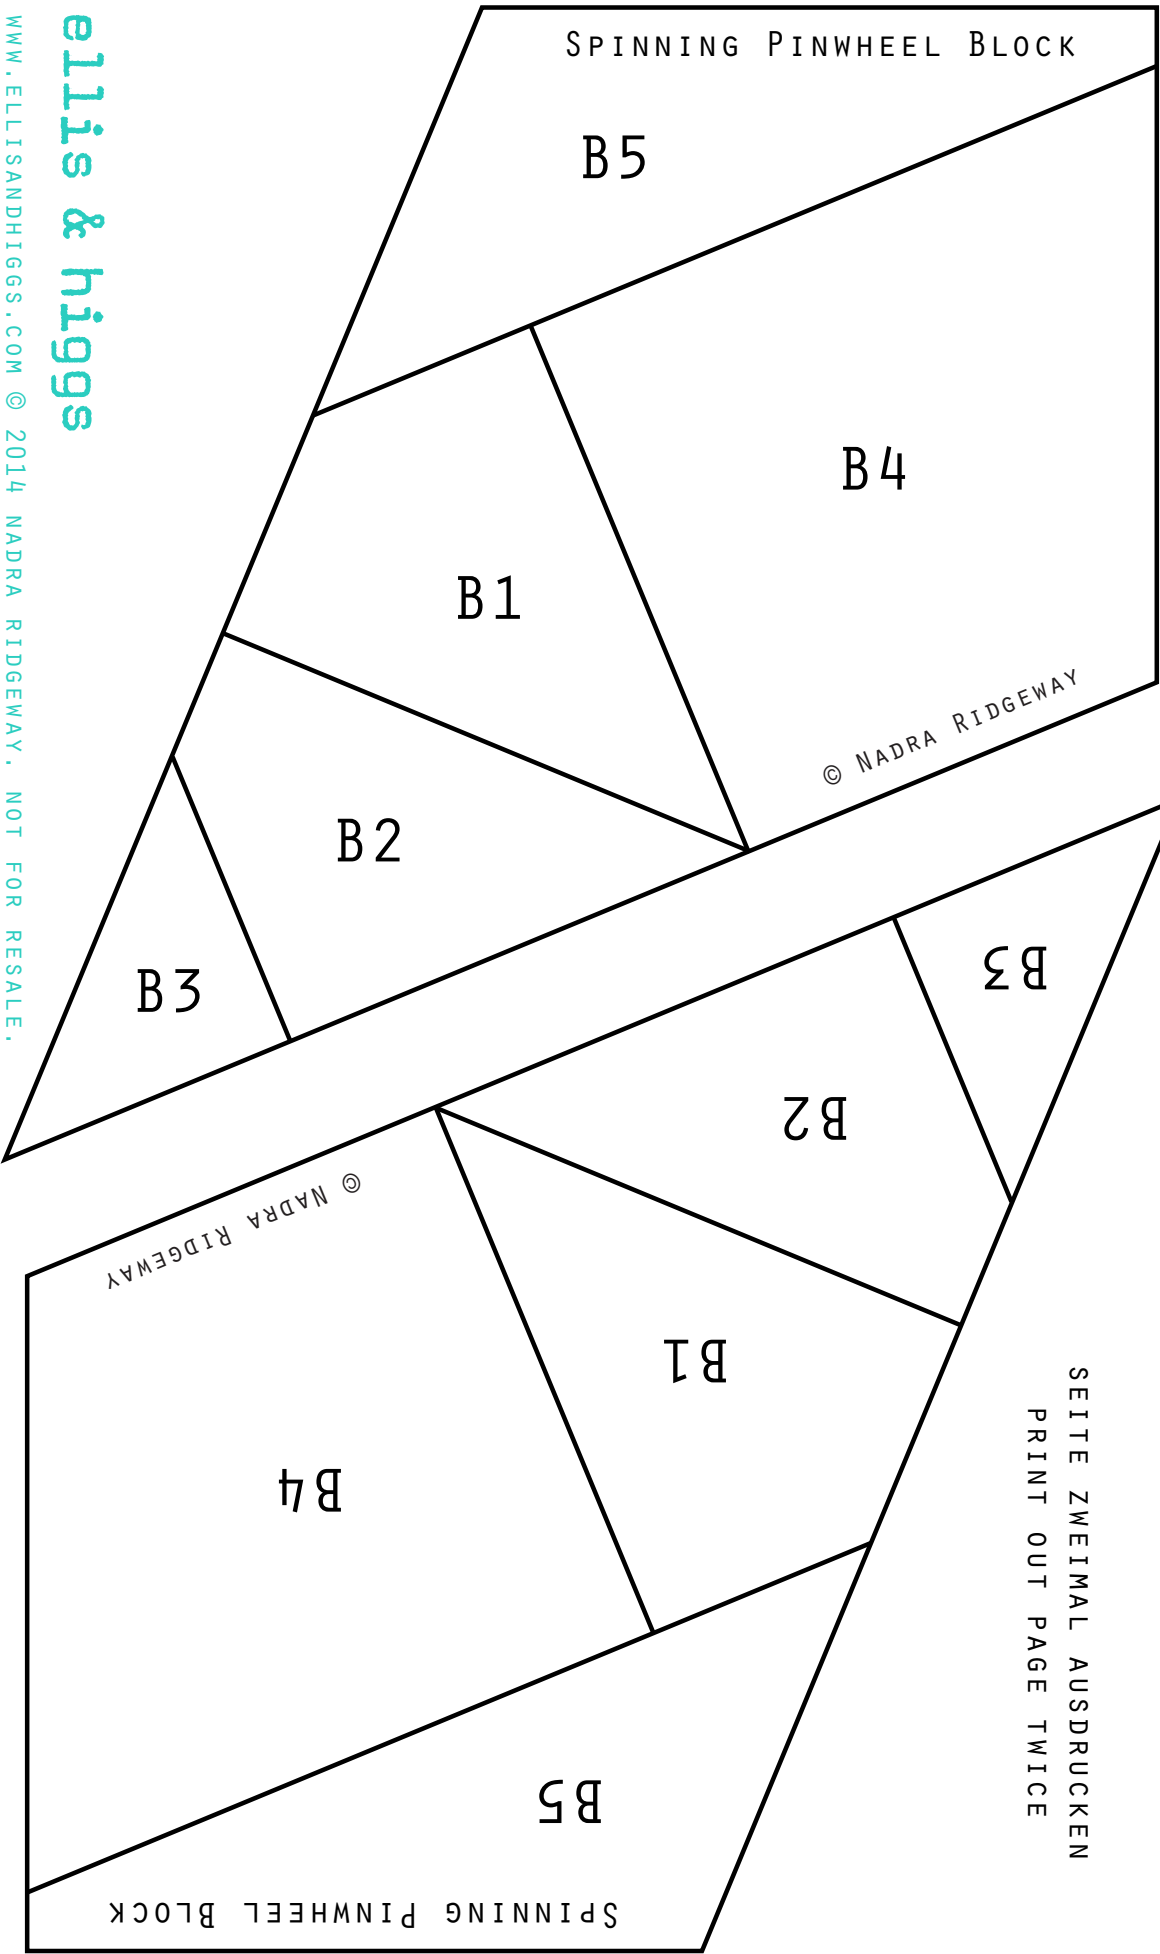 Spinning Pinwheel Block
B5
B4
B1
© Nadra Ridgeway
B2
B3
ellis & higgs
www.ellisandhiggs.com © 2014 Nadra Ridgeway. Not for resale.
B3
B2
© Nadra Ridgeway
B1
B4
B5
Spinning Pinwheel Block
Seite zweimal ausdrucken
Print out page twice